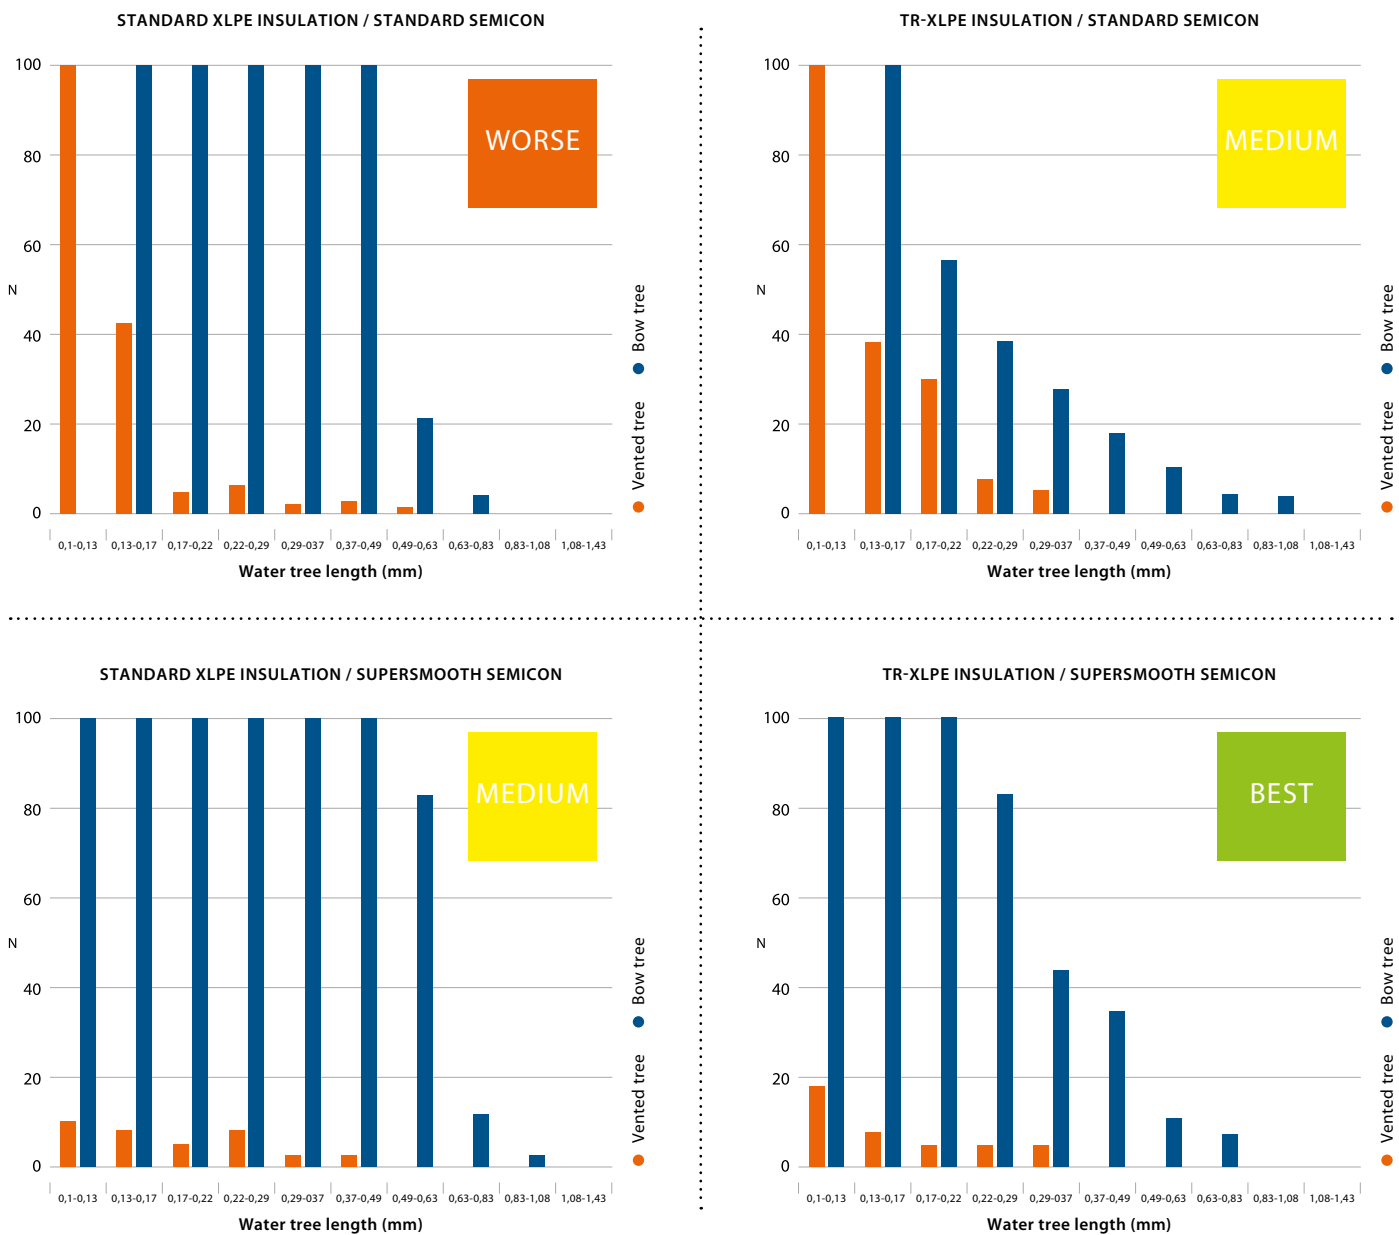 STANDARD XLPE INSULATION / STANDARD SEMICON
100
80
60
N
40
20
0
WORSE
Bow tree
Vented tree
0,1-0,13 0,13-0,17 0,17-0,22 0,22-0,29 0,29-037 0,37-0,49 0,49-0,63 0,63-0,83 0,83-1,08 1,08-1,43
Water tree length (mm)
TR-XLPE INSULATION / STANDARD SEMICON
100
80
60
N
40
20
0
MEDIUM
Bow tree
Vented tree
0,1-0,13 0,13-0,17 0,17-0,22 0,22-0,29 0,29-037 0,37-0,49 0,49-0,63 0,63-0,83 0,83-1,08 1,08-1,43
Water tree length (mm)
STANDARD XLPE INSULATION / SUPERSMOOTH SEMICON
100
80
60
N
40
20
0
MEDIUM
Bow tree
Vented tree
0,1-0,13 0,13-0,17 0,17-0,22 0,22-0,29 0,29-037 0,37-0,49 0,49-0,63 0,63-0,83 0,83-1,08 1,08-1,43
Water tree length (mm)
TR-XLPE INSULATION / SUPERSMOOTH SEMICON
100
80
60
N
40
20
0
BEST
Bow tree
Vented tree
0,1-0,13 0,13-0,17 0,17-0,22 0,22-0,29 0,29-037 0,37-0,49 0,49-0,63 0,63-0,83 0,83-1,08 1,08-1,43
Water tree length (mm)